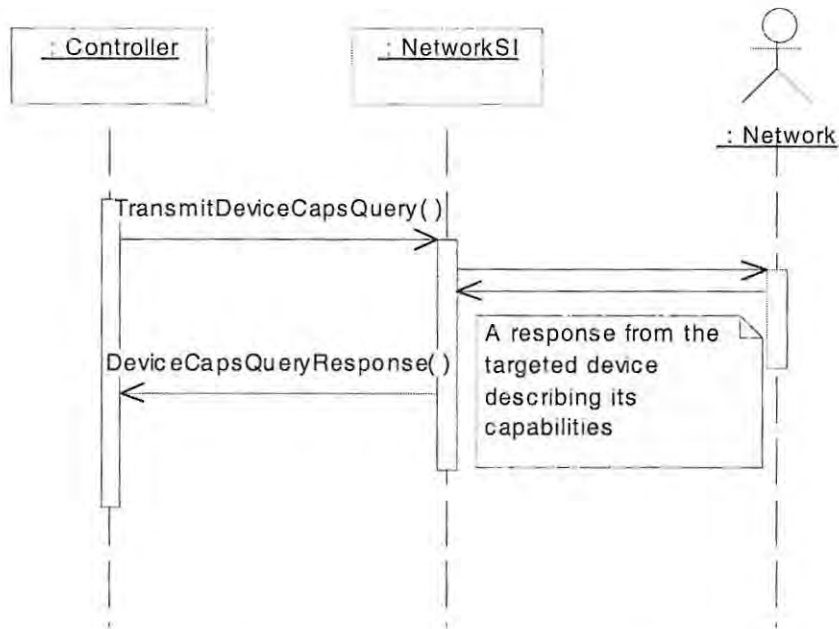 : Controller
: NetworkSI
: Network
TransmitDeviceCapsQuery( )
A response from the
targeted device
describing its
capabilities
DeviceCapsQueryResponse( )